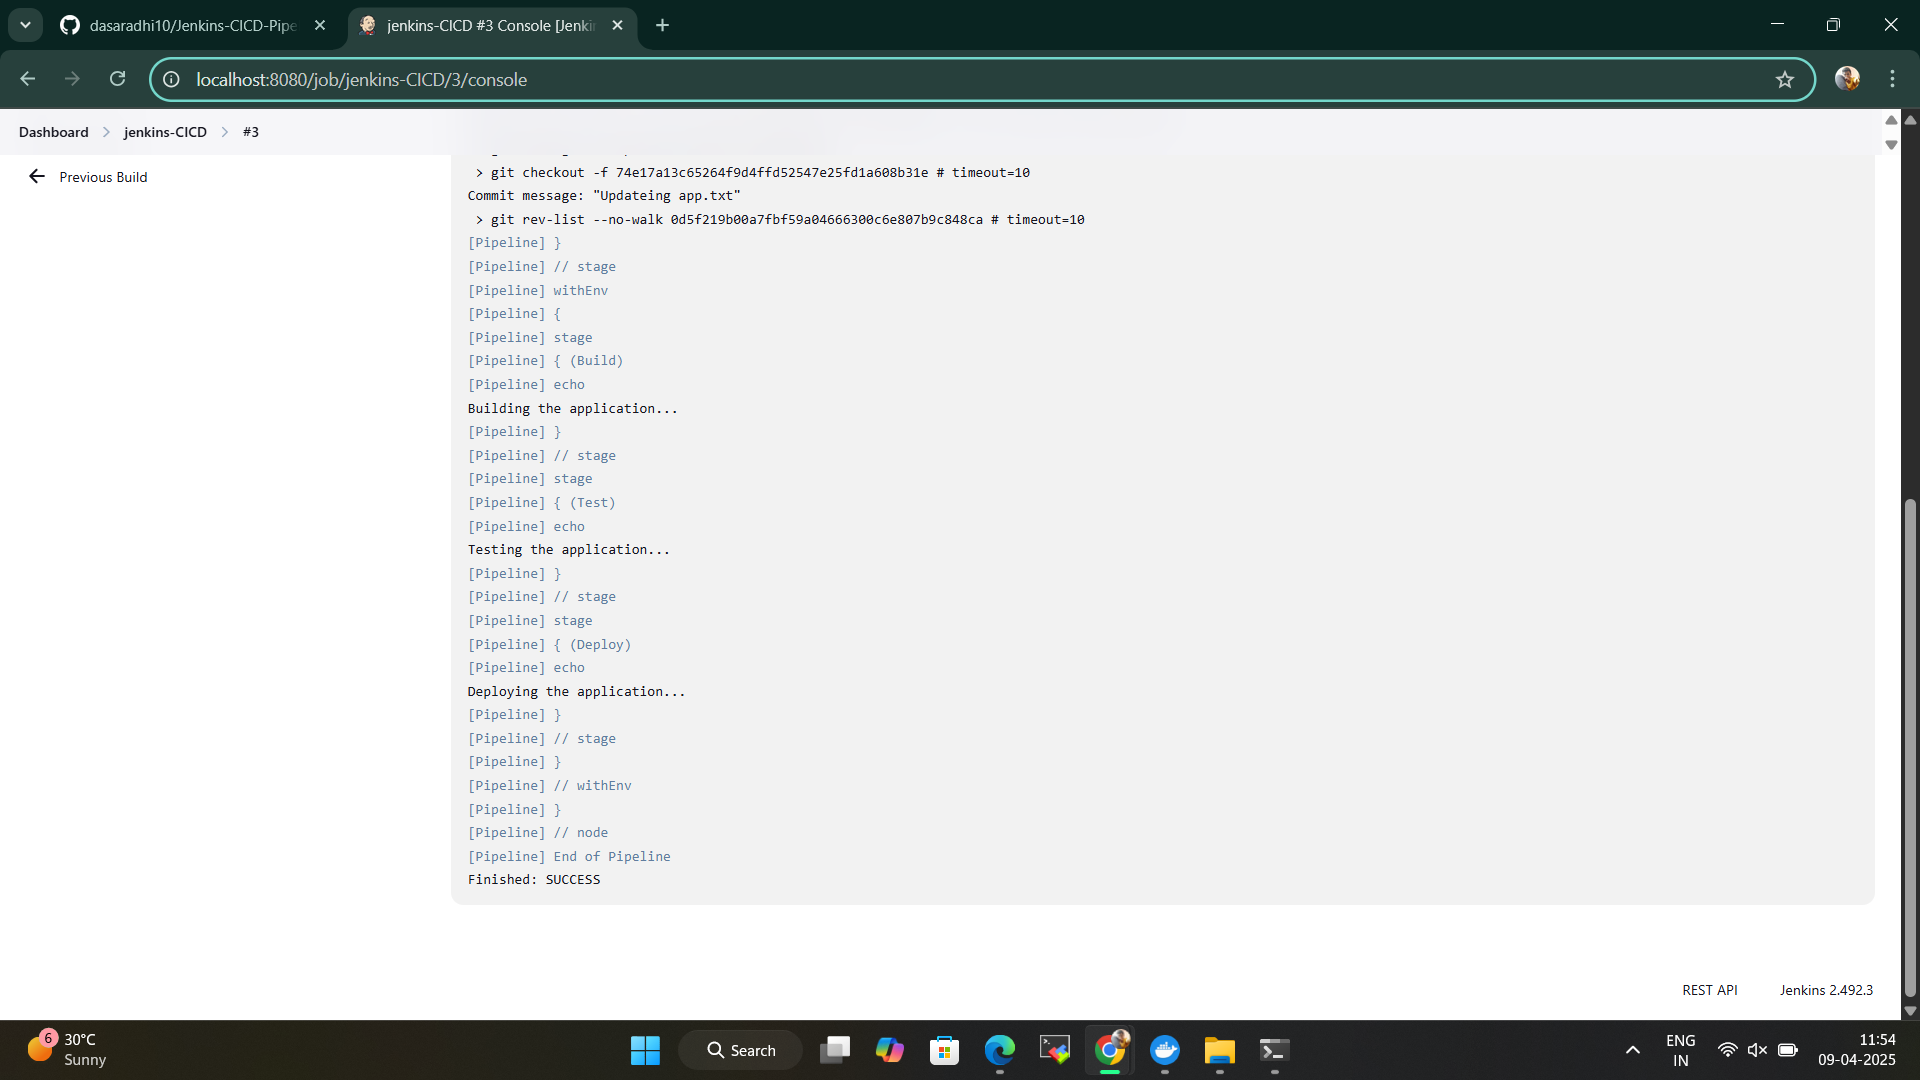 dasaradhi10/Jenkins-CICD-Pipe
jenkins-CICD #3 Console [Jenki
localhost:8080/job/jenkins-CICD/3/console
Dashboard
jenkins-CICD
#3
Previous Build
> git checkout -f 74e17a13c65264f9d4ffd52547e25fd1a608b31e # timeout=10
Commit message: "Updateing app.txt"
> git rev-list --no-walk 0d5f219b00a7fbf59a04666300c6e807b9c848ca # timeout=10
[Pipeline] }
[Pipeline] // stage
[Pipeline] withEnv
[Pipeline] {
[Pipeline] stage
[Pipeline] { (Build)
[Pipeline] echo
Building the application...
[Pipeline] }
[Pipeline] // stage
[Pipeline] stage
[Pipeline] { (Test)
[Pipeline] echo
Testing the application...
[Pipeline] }
[Pipeline] // stage
[Pipeline] stage
[Pipeline] { (Deploy)
[Pipeline] echo
Deploying the application...
[Pipeline] }
[Pipeline] // stage
[Pipeline] }
[Pipeline] // withEnv
[Pipeline] }
[Pipeline] // node
[Pipeline] End of Pipeline
Finished: SUCCESS
REST API
Jenkins 2.492.3
6
30°C
Sunny
Search
ENG
IN
11:54
09-04-2025